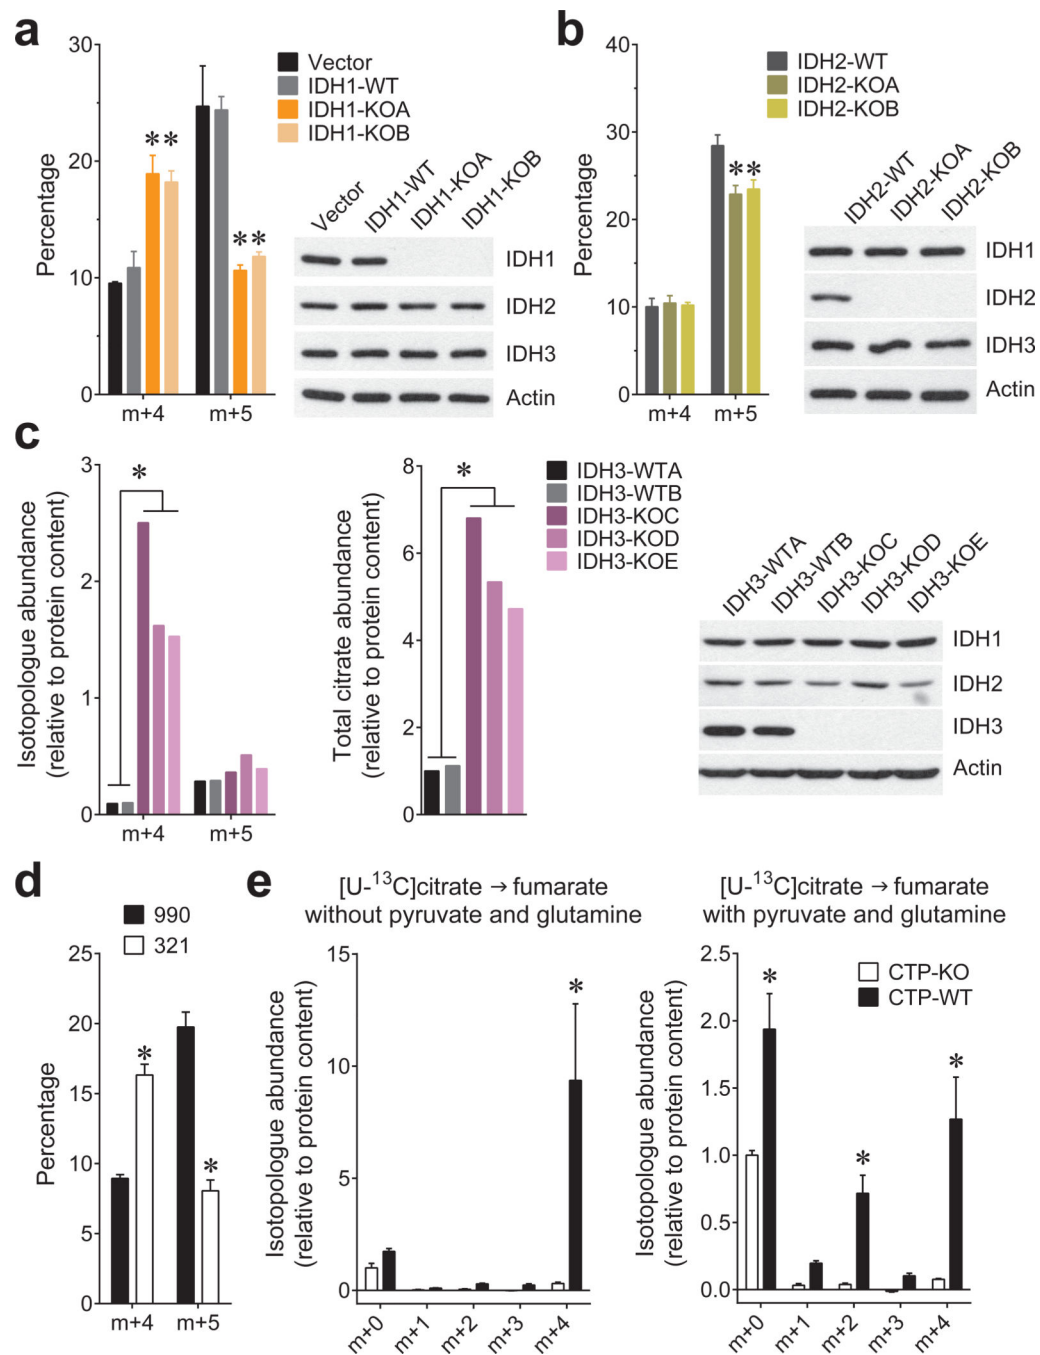 a
30
20
10
0
Percentage
m+4
m+5
Vector
IDH1-WT
IDH1-KOA
IDH1-KOB
**
**
Vector
IDH1-WT
IDH1-KOA
IDH1-KOB
IDH1
IDH2
IDH3
Actin
b
40
30
20
10
0
Percentage
m+4
m+5
IDH2-WT
IDH2-KOA
IDH2-KOB
**
IDH2-WT
IDH2-KOA
IDH2-KOB
IDH1
IDH2
IDH3
Actin
c
3
2
1
0
Isotopologue abundance
(relative to protein content)
*
m+4
m+5
8
6
4
2
0
Total citrate abundance
(relative to protein content)
*
IDH3-WTA
IDH3-WTB
IDH3-KOC
IDH3-KOD
IDH3-KOE
IDH3-WTA
IDH3-WTB
IDH3-KOC
IDH3-KOD
IDH3-KOE
IDH1
IDH2
IDH3
Actin
d
990
321
25
20
15
10
5
0
Percentage
*
*
m+4
m+5
e
[U-¹³C]citrate → fumarate
without pyruvate and glutamine
15
10
5
0
Isotopologue abundance
(relative to protein content)
*
m+0
m+1
m+2
m+3
m+4
[U-¹³C]citrate → fumarate
with pyruvate and glutamine
2.5
2.0
1.5
1.0
0.5
0.0
Isotopologue abundance
(relative to protein content)
CTP-KO
CTP-WT
*
*
*
m+0
m+1
m+2
m+3
m+4